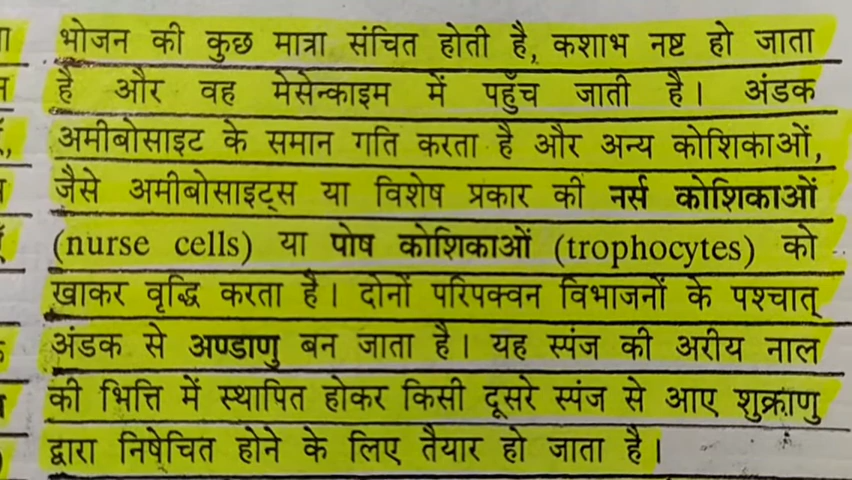 भोजन की कुछ मात्रा संचित होती है, कशाभ नष्ट हो जाता
है और वह मेसेन्काइम में पहुँच जाती है। अंडक
अमीबोसाइट के समान गति करता है और अन्य कोशिकाओं,
जैसे अमीबोसाइट्स या विशेष प्रकार की नर्स कोशिकाओं
(nurse cells) या पोष कोशिकाओं (trophocytes) को
खाकर वृद्धि करता है। दोनों परिपक्वन विभाजनों के पश्चात्
अंडक से अण्डाणु बन जाता है। यह स्पंज की अरीय नाल
की भित्ति में स्थापित होकर किसी दूसरे स्पंज से आए शुक्राणु
द्वारा निषेचित होने के लिए तैयार हो जाता है।